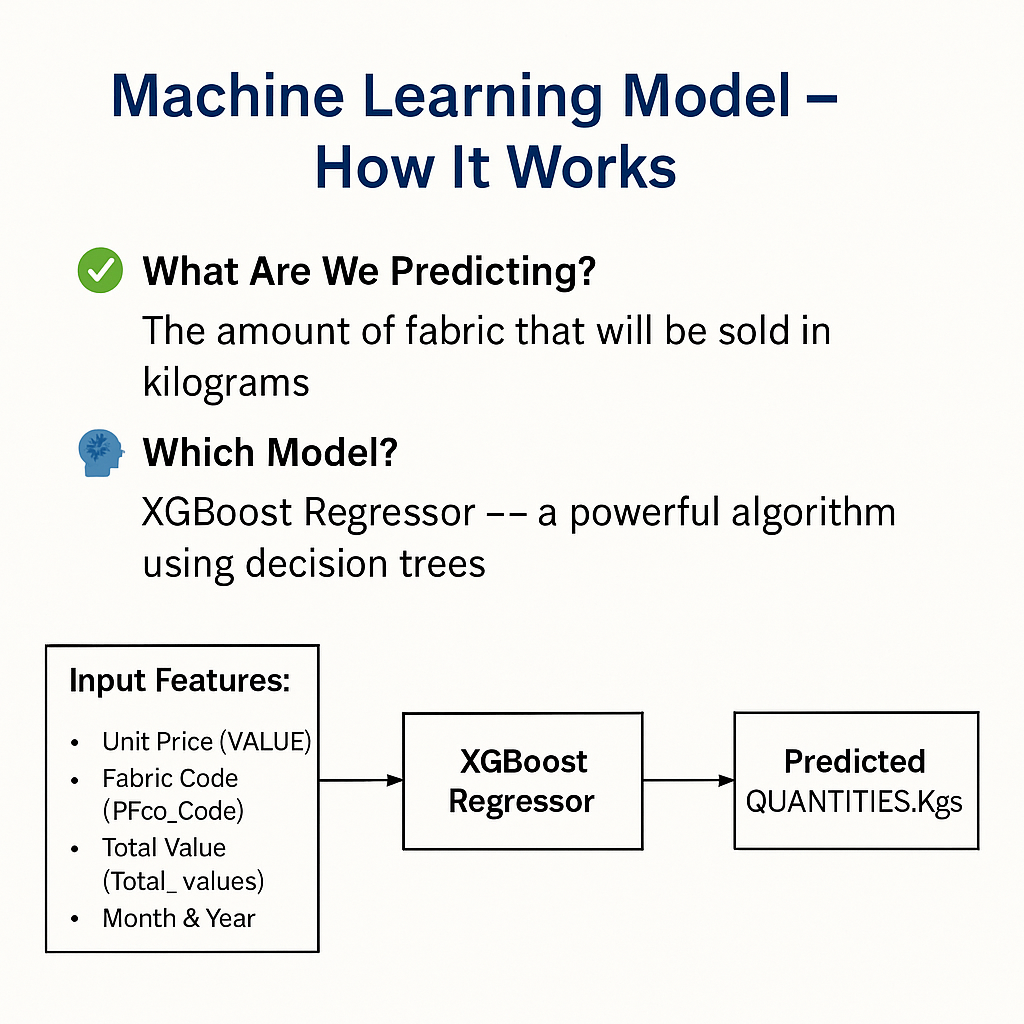 Machine Learning Model –
How It Works
What Are We Predicting?
The amount of fabric that will be sold in
kilograms
Which Model?
XGBoost Regressor –– a powerful algorithm
using decision trees
Input Features:
• Unit Price (VALUE)
• Fabric Code
(PFco_Code)
• Total Value
(Total_ values)
• Month & Year
XGBoost
Regressor
Predicted
QUANTITIES.Kgs